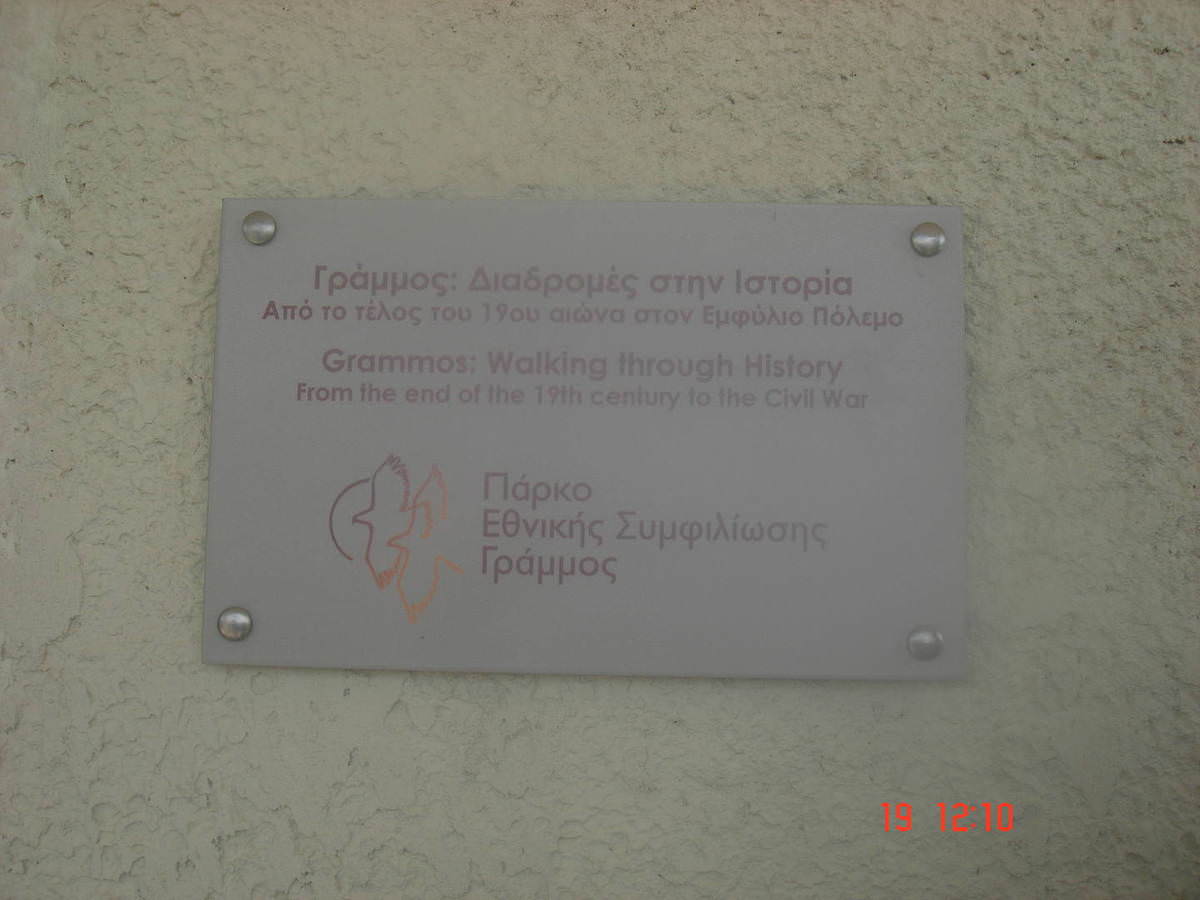 Γράμμος: Διαδρομές στην Ιστορία
Από το τέλος του 19ου αιώνα στον Εμφύλιο Πόλεμο
Grammos: Walking through History
From the end of the 19th century to the Civil War
Πάρκο
Εθνικής Συμφιλίωσης
Γράμμος
19 12:10